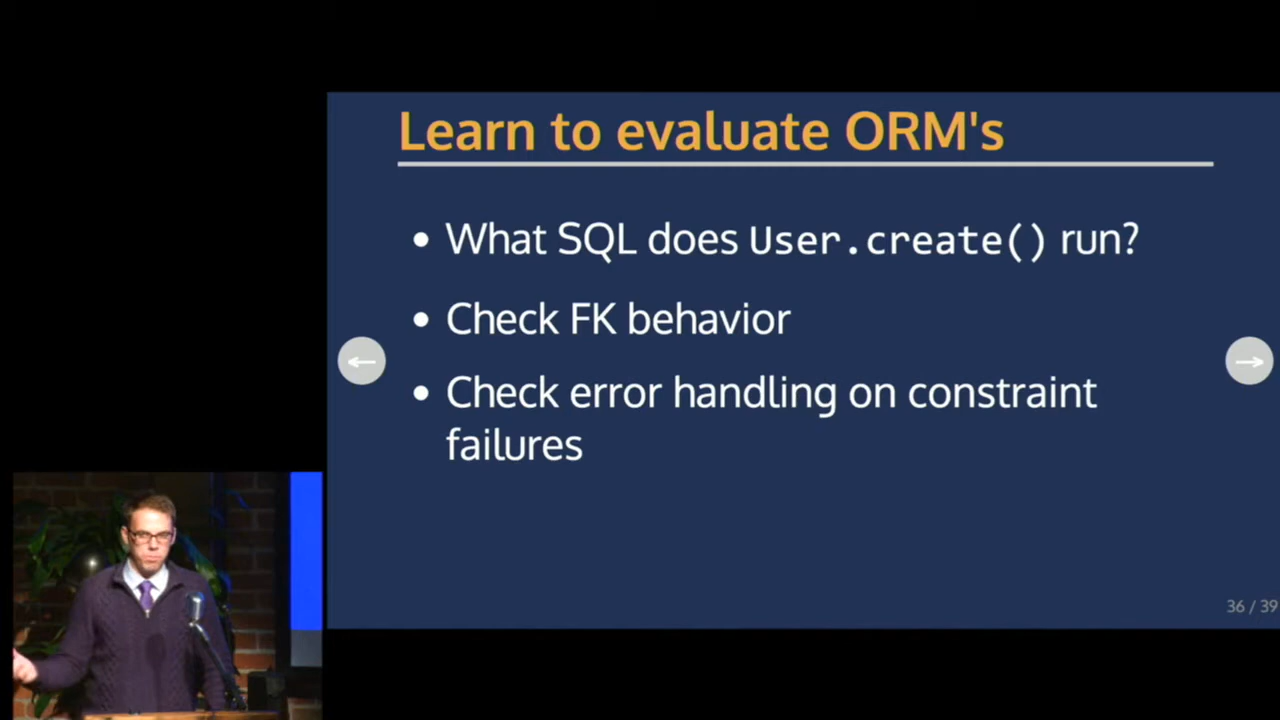 Learn to evaluate ORM's
• What SQL does User.create() run?
• Check FK behavior
• Check error handling on constraint
failures
←
→
36 / 39